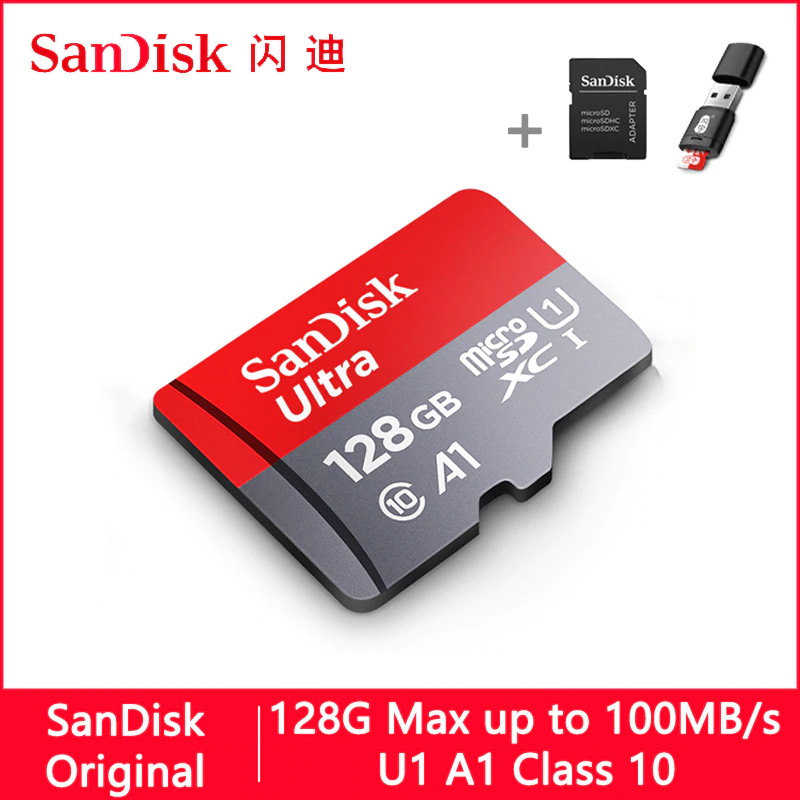 SanDisk 闪迪
SanDisk
microSD
microSDHC
microSDXC
ADAPTER
SanDisk
Ultra
128 GB
micro
SD
XC I
U1
10 A1
SanDisk
Original
128G Max up to 100MB/s
U1 A1 Class 10